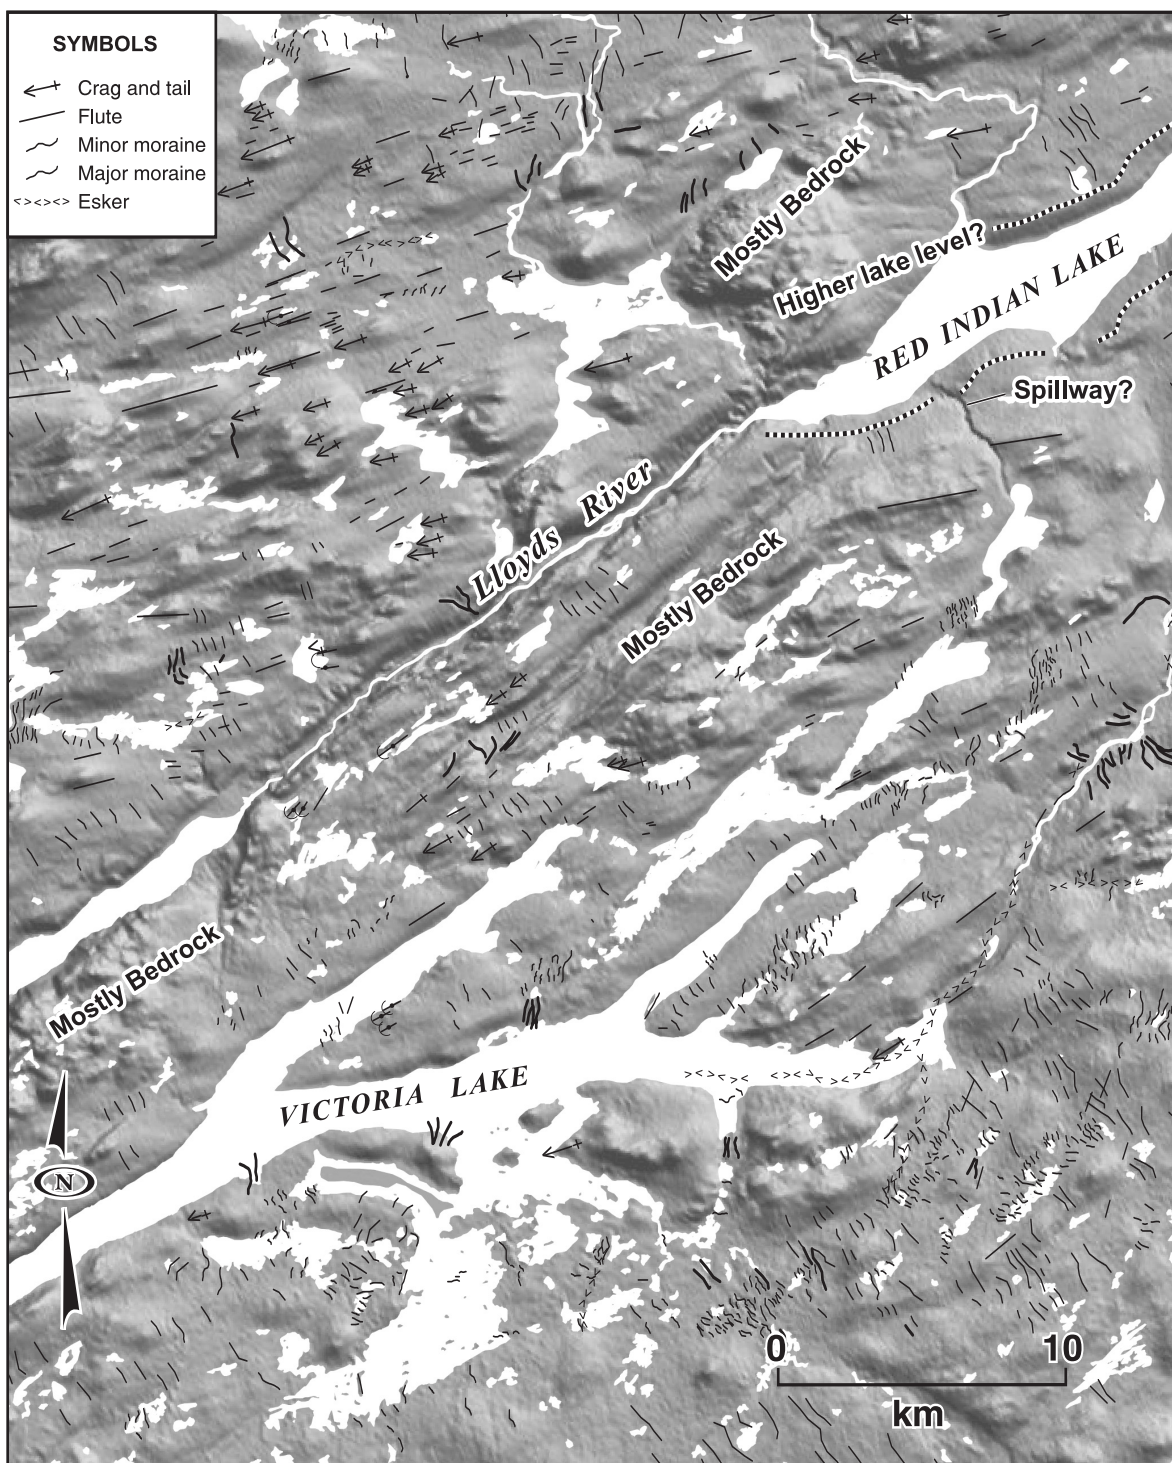 SYMBOLS
Crag and tail
Flute
Minor moraine
Major moraine
Esker
Mostly Bedrock
Higher lake level?
RED INDIAN LAKE
Spillway?
Lloyds River
Mostly Bedrock
Mostly Bedrock
VICTORIA LAKE
N
0 10
km